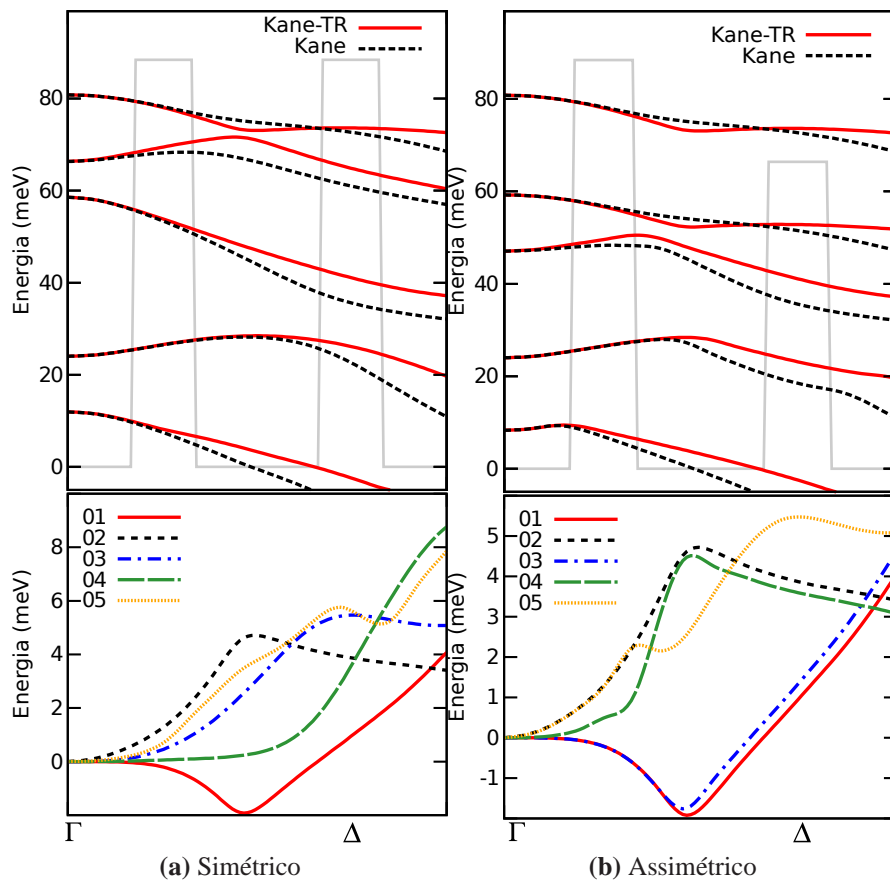 Kane-TR
Kane
Energia (meV)
80
60
40
20
0
Kane-TR
Kane
Energia (meV)
80
60
40
20
0
01
02
03
04
05
Energia (meV)
8
6
4
2
0
Γ
Δ
(a) Simétrico
01
02
03
04
05
Energia (meV)
5
4
3
2
1
0
-1
Γ
Δ
(b) Assimétrico